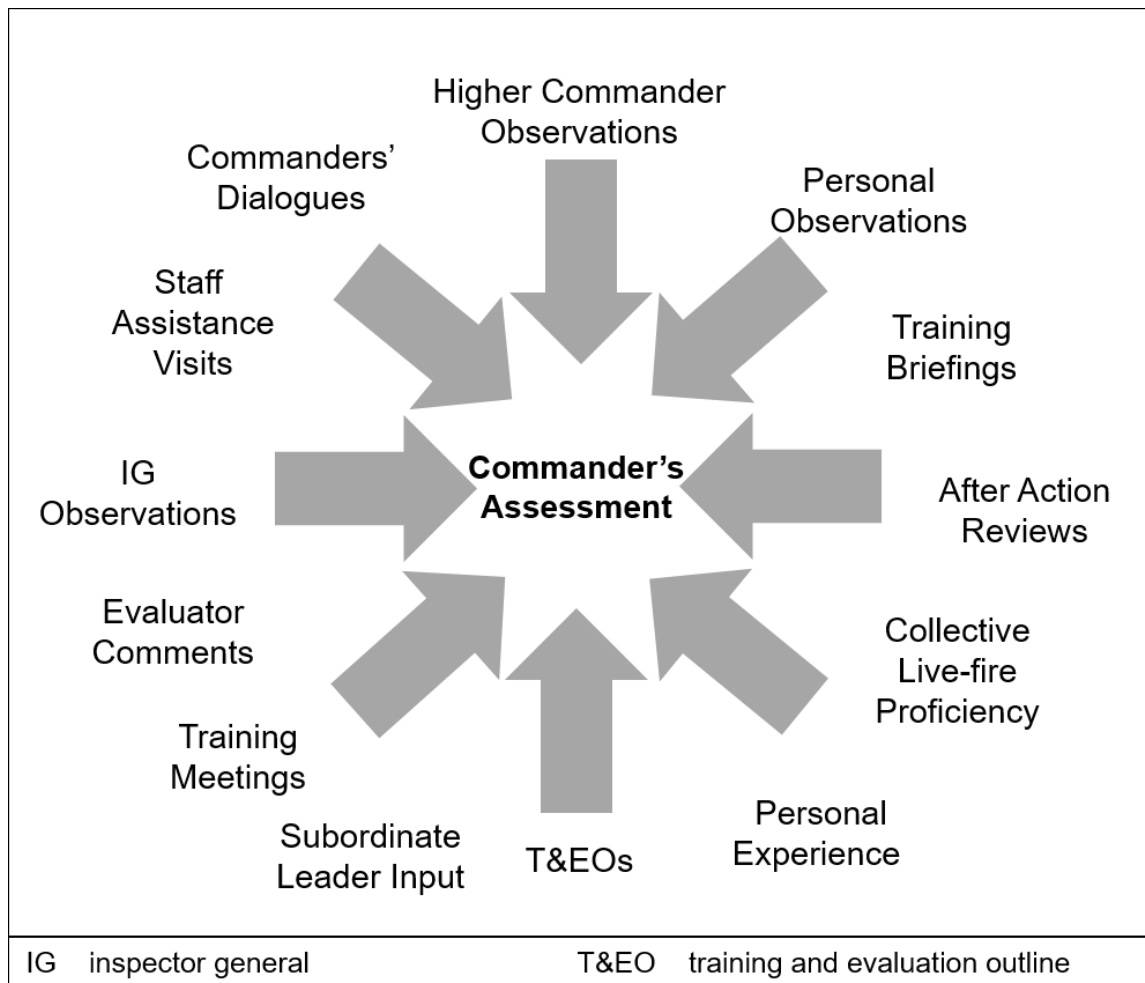 Higher Commander
Observations
Commanders’
Dialogues
Personal
Observations
Staff
Assistance
Visits
Training
Briefings
Commander’s
Assessment
IG
Observations
After Action
Reviews
Evaluator
Comments
Collective
Live-fire
Proficiency
Training
Meetings
Personal
Experience
Subordinate
Leader Input
T&EOs
IG inspector general
T&EO training and evaluation outline